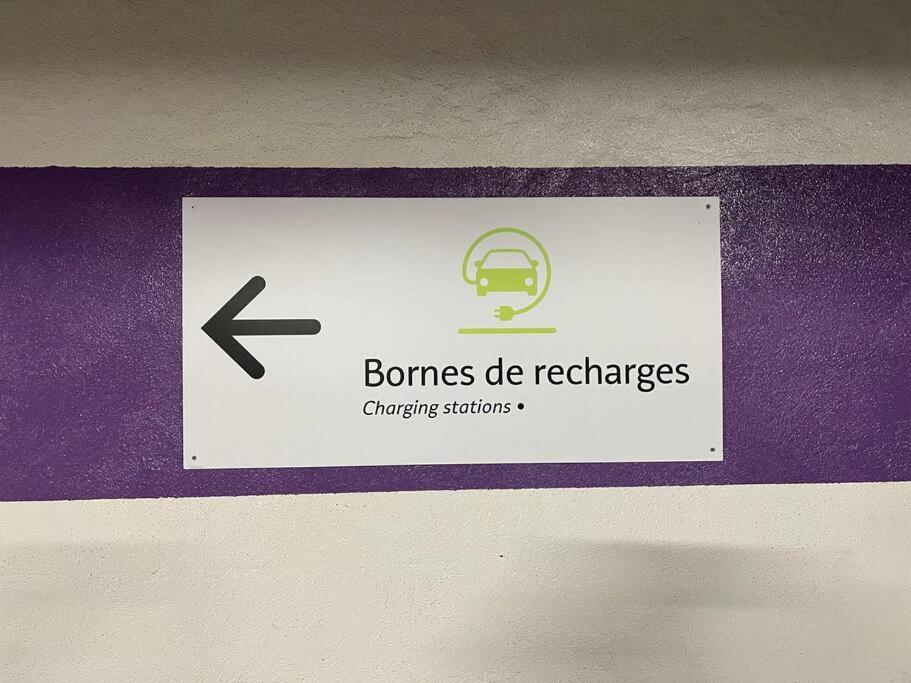 Bornes de recharges
Charging stations •